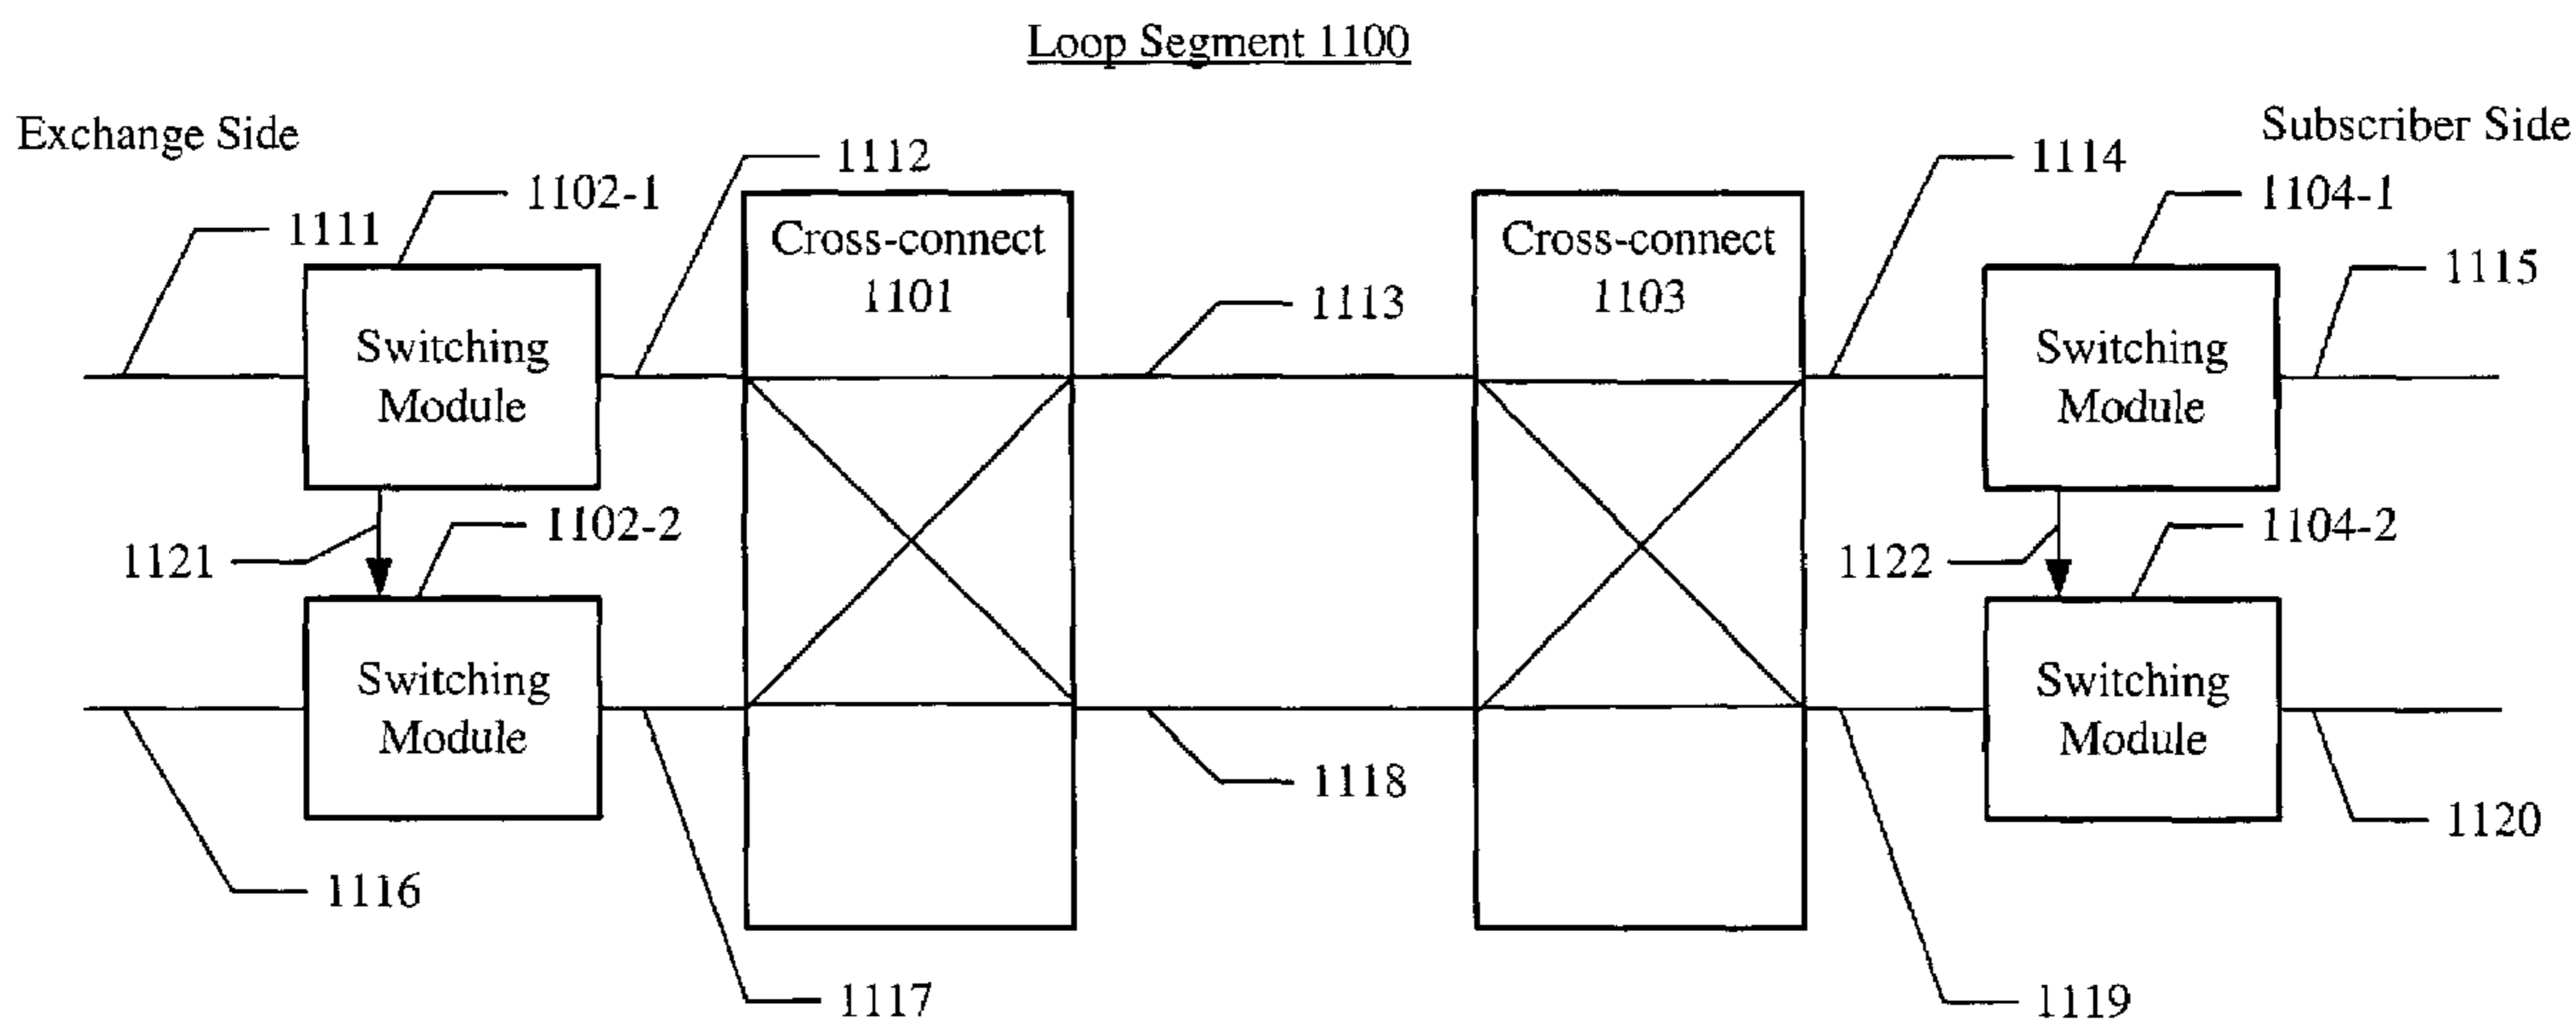 Loop Segment 1100
Exchange Side
Subscriber Side
1112
1114
1102-1
1104-1
1111
Cross-connect
1101
Cross-connect
1103
1115
1113
Switching
Module
Switching
Module
1102-2
1104-2
1121
1122
Switching
Module
Switching
Module
1118
1120
1116
1117
1119